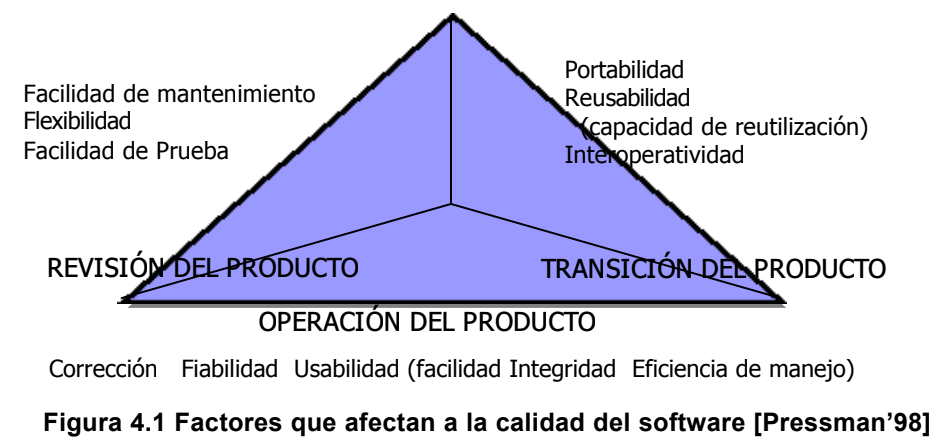 Facilidad de mantenimiento
Flexibilidad
Facilidad de Prueba
Portabilidad
Reusabilidad
(capacidad de reutilización)
Interoperatividad
REVISIÓN DEL PRODUCTO
TRANSICIÓN DEL PRODUCTO
OPERACIÓN DEL PRODUCTO
Corrección Fiabilidad Usabilidad (facilidad Integridad Eficiencia de manejo)
Figura 4.1 Factores que afectan a la calidad del software [Pressman’98]